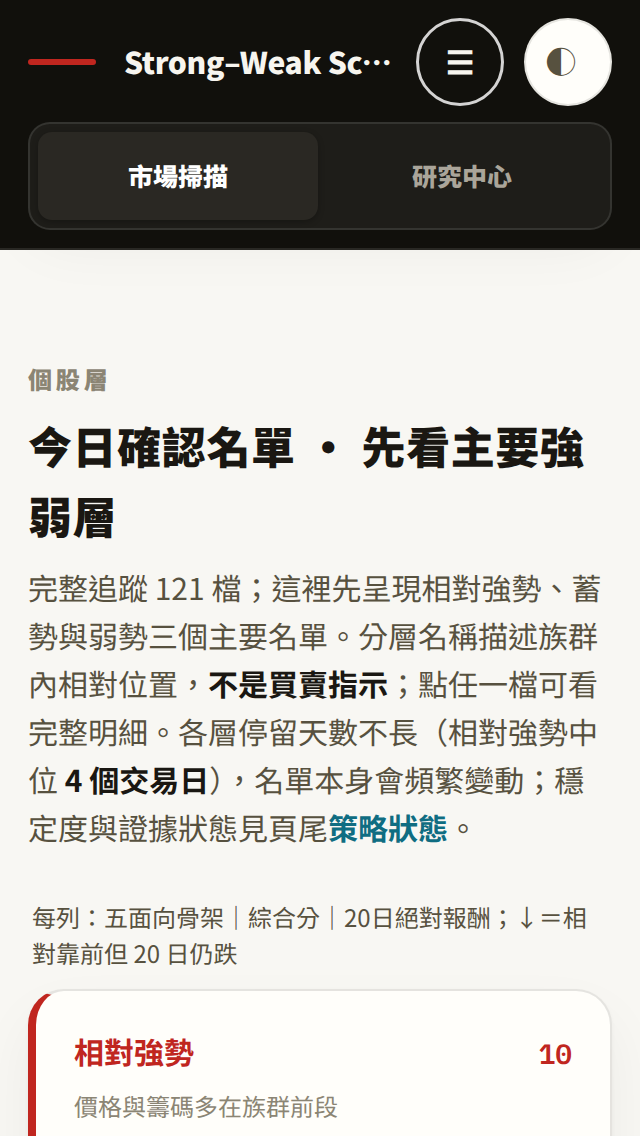 Strong–Weak Sc…
☰
市場掃描
研究中心
個股層
今日確認名單 · 先看主要強
弱層
完整追蹤 121 檔；這裡先呈現相對強勢、蓄
勢與弱勢三個主要名單。分層名稱描述族群
內相對位置，不是買賣指示；點任一檔可看
完整明細。各層停留天數不長（相對強勢中
位 4 個交易日），名單本身會頻繁變動；穩
定度與證據狀態見頁尾策略狀態。
每列：五面向骨架｜綜合分｜20日絕對報酬；↓＝相
對靠前但 20 日仍跌
相對強勢
10
價格與籌碼多在族群前段